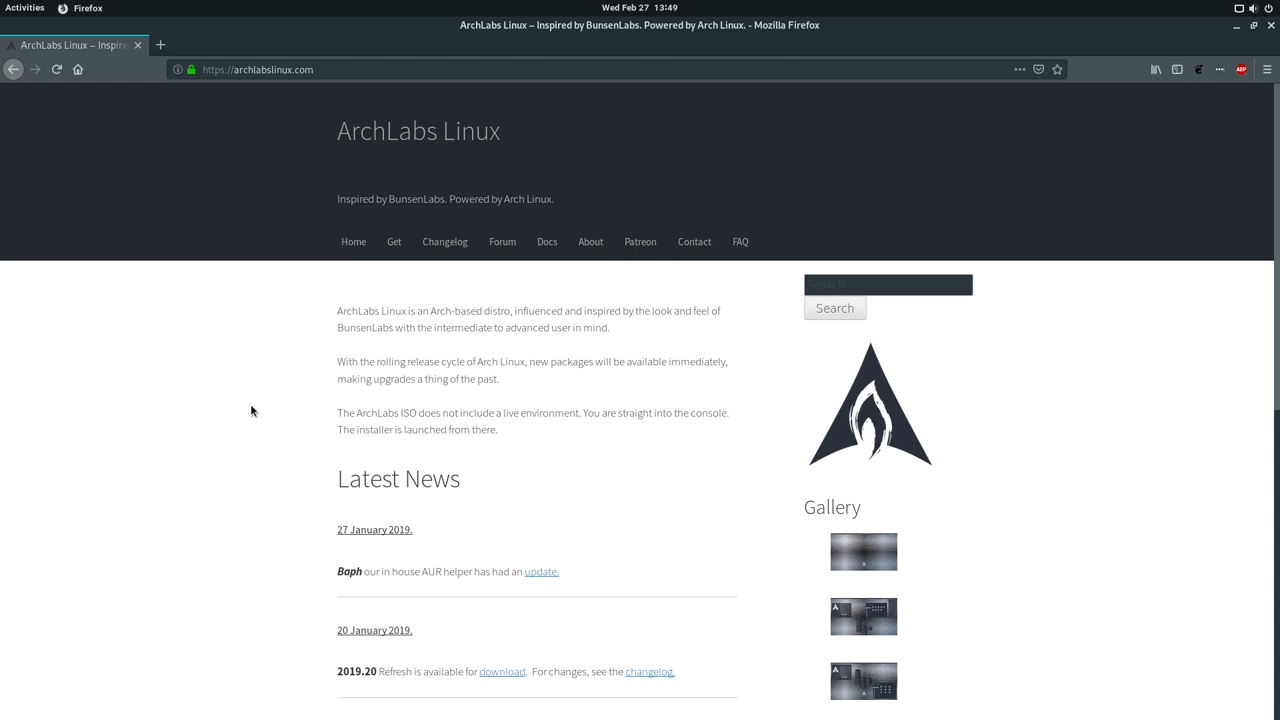 Activities
Firefox
Wed Feb 27 13:49
ArchLabs Linux – Inspired by BunsenLabs. Powered by Arch Linux. - Mozilla Firefox
ArchLabs Linux – Inspire
https://archlabslinux.com
ABP
ArchLabs Linux
Inspired by BunsenLabs. Powered by Arch Linux.
Home Get Changelog Forum Docs About Patreon Contact FAQ
Search
Search
ArchLabs Linux is an Arch-based distro, influenced and inspired by the look and feel of
BunsenLabs with the intermediate to advanced user in mind.
With the rolling release cycle of Arch Linux, new packages will be available immediately,
making upgrades a thing of the past.
The ArchLabs ISO does not include a live environment. You are straight into the console.
The installer is launched from there.
Latest News
27 January 2019.
Baph our in house AUR helper has had an update.
20 January 2019.
2019.20 Refresh is available for download. For changes, see the changelog.
Gallery